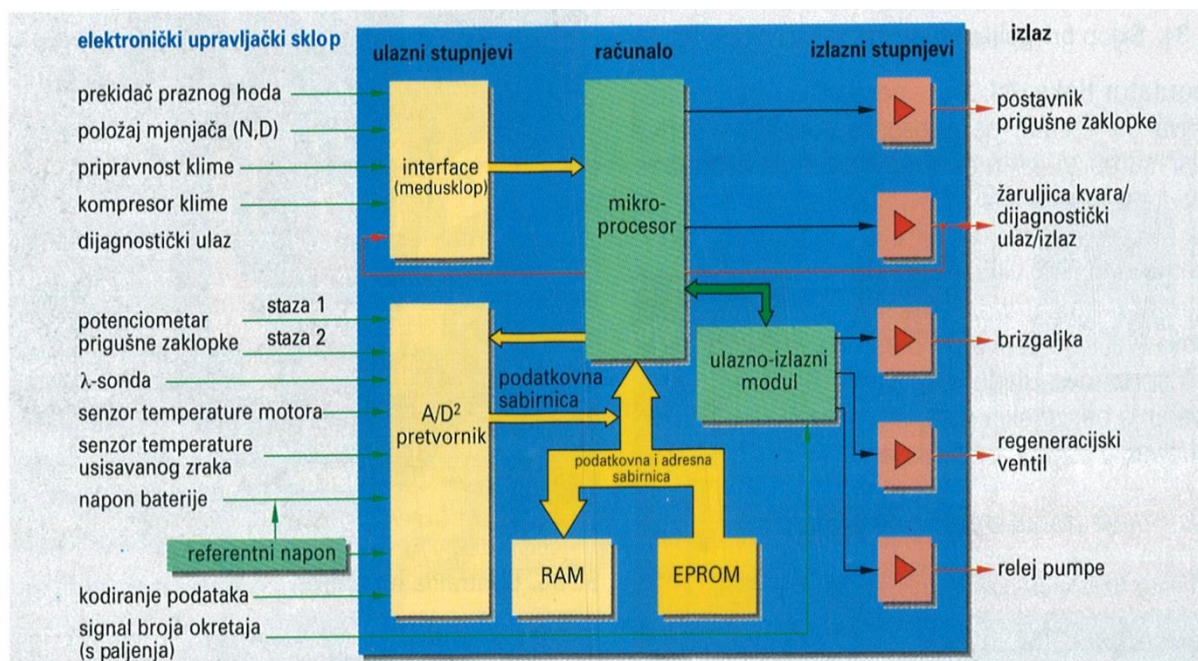 elektronički upravljački sklop
ulazni stupnjevi
računalo
izlazni stupnjevi
izlaz
prekidač praznog hoda
položaj mjenjača (N,D)
pripravnost klime
kompresor klime
dijagnostički ulaz
interface
(medusklop)
mikro-
procesor
postavnik
prigušne zaklopke
žaruljica kvara/
dijagnostički
ulaz/izlaz
potenciometar
prigušne zaklopke
staza 1
staza 2
λ-sonda
senzor temperature motora
senzor temperature
usisavanog zraka
napon baterije
referentni napon
kodiranje podataka
signal broja okretaja
(s paljenja)
A/D²
pretvornik
podatkovna
sabirnica
podatkovna i adresna
sabirnica
RAM
EPROM
ulazno-izlazni
modul
brizgaljka
regeneracijski
ventil
relej pumpe